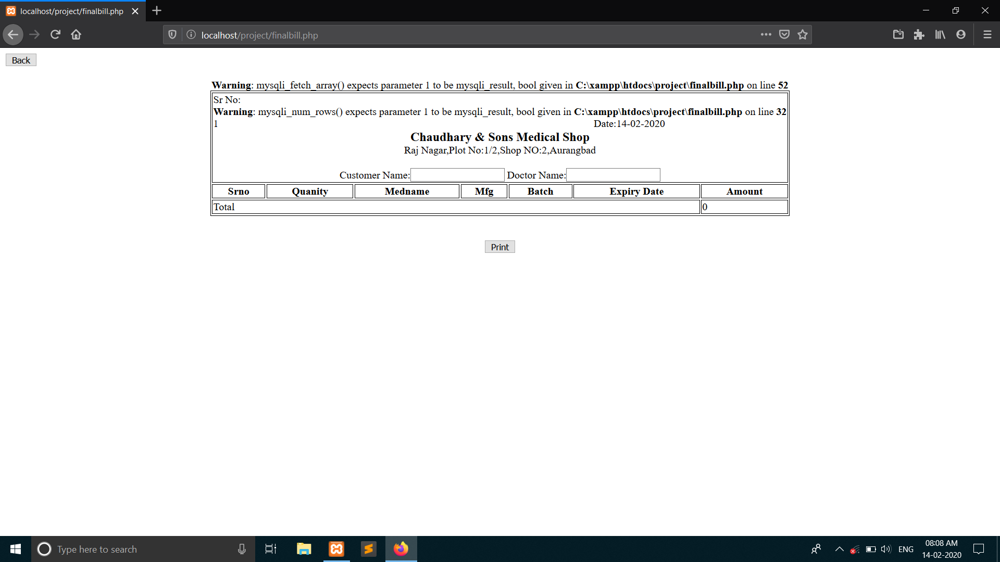 localhost/project/finalbill.php
localhost/project/finalbill.php
Back
Warning: mysqli_fetch_array() expects parameter 1 to be mysqli_result, bool given in C:\xampp\htdocs\project\finalbill.php on line 52
Sr No:
Warning: mysqli_num_rows() expects parameter 1 to be mysqli_result, bool given in C:\xampp\htdocs\project\finalbill.php on line 32
1 Date:14-02-2020
Chaudhary & Sons Medical Shop
Raj Nagar,Plot No:1/2,Shop NO:2,Aurangbad
Customer Name: Doctor Name:
Srno Quanity Medname Mfg Batch Expiry Date Amount
Total 0
Print
Type here to search
ENG
08:08 AM
14-02-2020